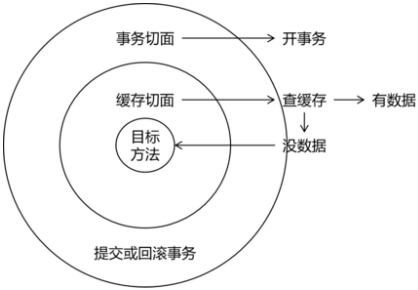 事务切面
开事务
缓存切面
查缓存
有数据
目标
方法
没数据
提交或回滚事务